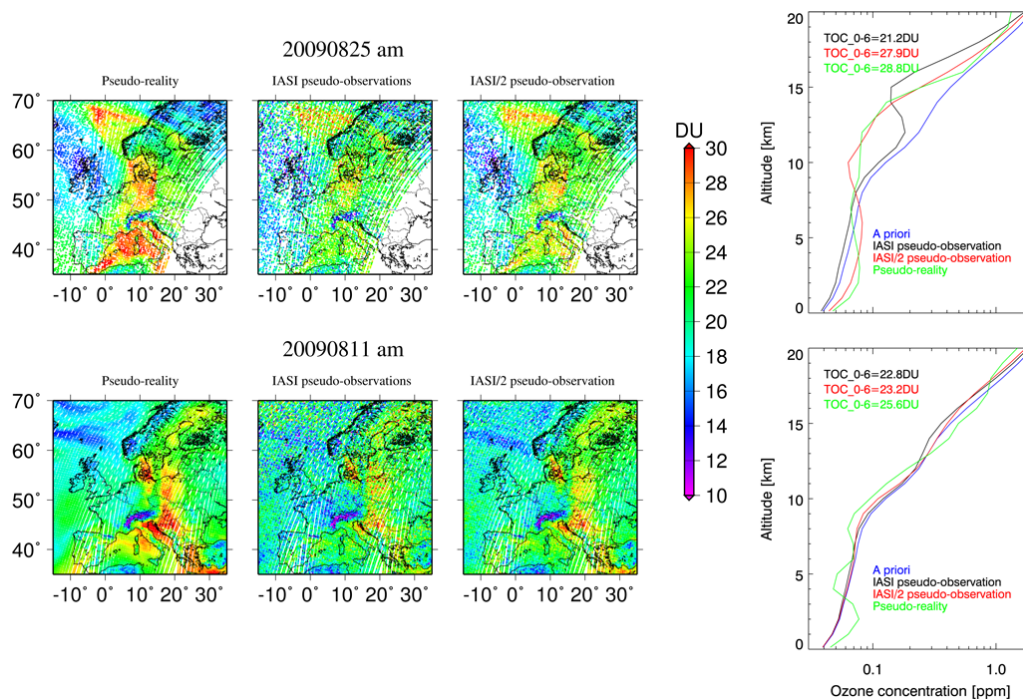 20090825 am
Pseudo-reality IASI pseudo-observations IASI/2 pseudo-observation
70˚
60˚
50˚
40˚
-10˚ 0˚ 10˚ 20˚ 30˚ -10˚ 0˚ 10˚ 20˚ 30˚ -10˚ 0˚ 10˚ 20˚ 30˚
20090811 am
Pseudo-reality IASI pseudo-observations IASI/2 pseudo-observation
70˚
60˚
50˚
40˚
-10˚ 0˚ 10˚ 20˚ 30˚ -10˚ 0˚ 10˚ 20˚ 30˚ -10˚ 0˚ 10˚ 20˚ 30˚
DU
30
28
26
24
22
20
18
16
14
12
10
20
15
10
5
0
Altitude [km]
TOC_0-6=21.2DU
TOC_0-6=27.9DU
TOC_0-6=28.8DU
A priori
IASI pseudo-observation
IASI/2 pseudo-observation
Pseudo-reality
20
15
10
5
0
Altitude [km]
TOC_0-6=22.8DU
TOC_0-6=23.2DU
TOC_0-6=25.6DU
A priori
IASI pseudo-observation
IASI/2 pseudo-observation
Pseudo-reality
0.1 1.0
Ozone concentration [ppm]